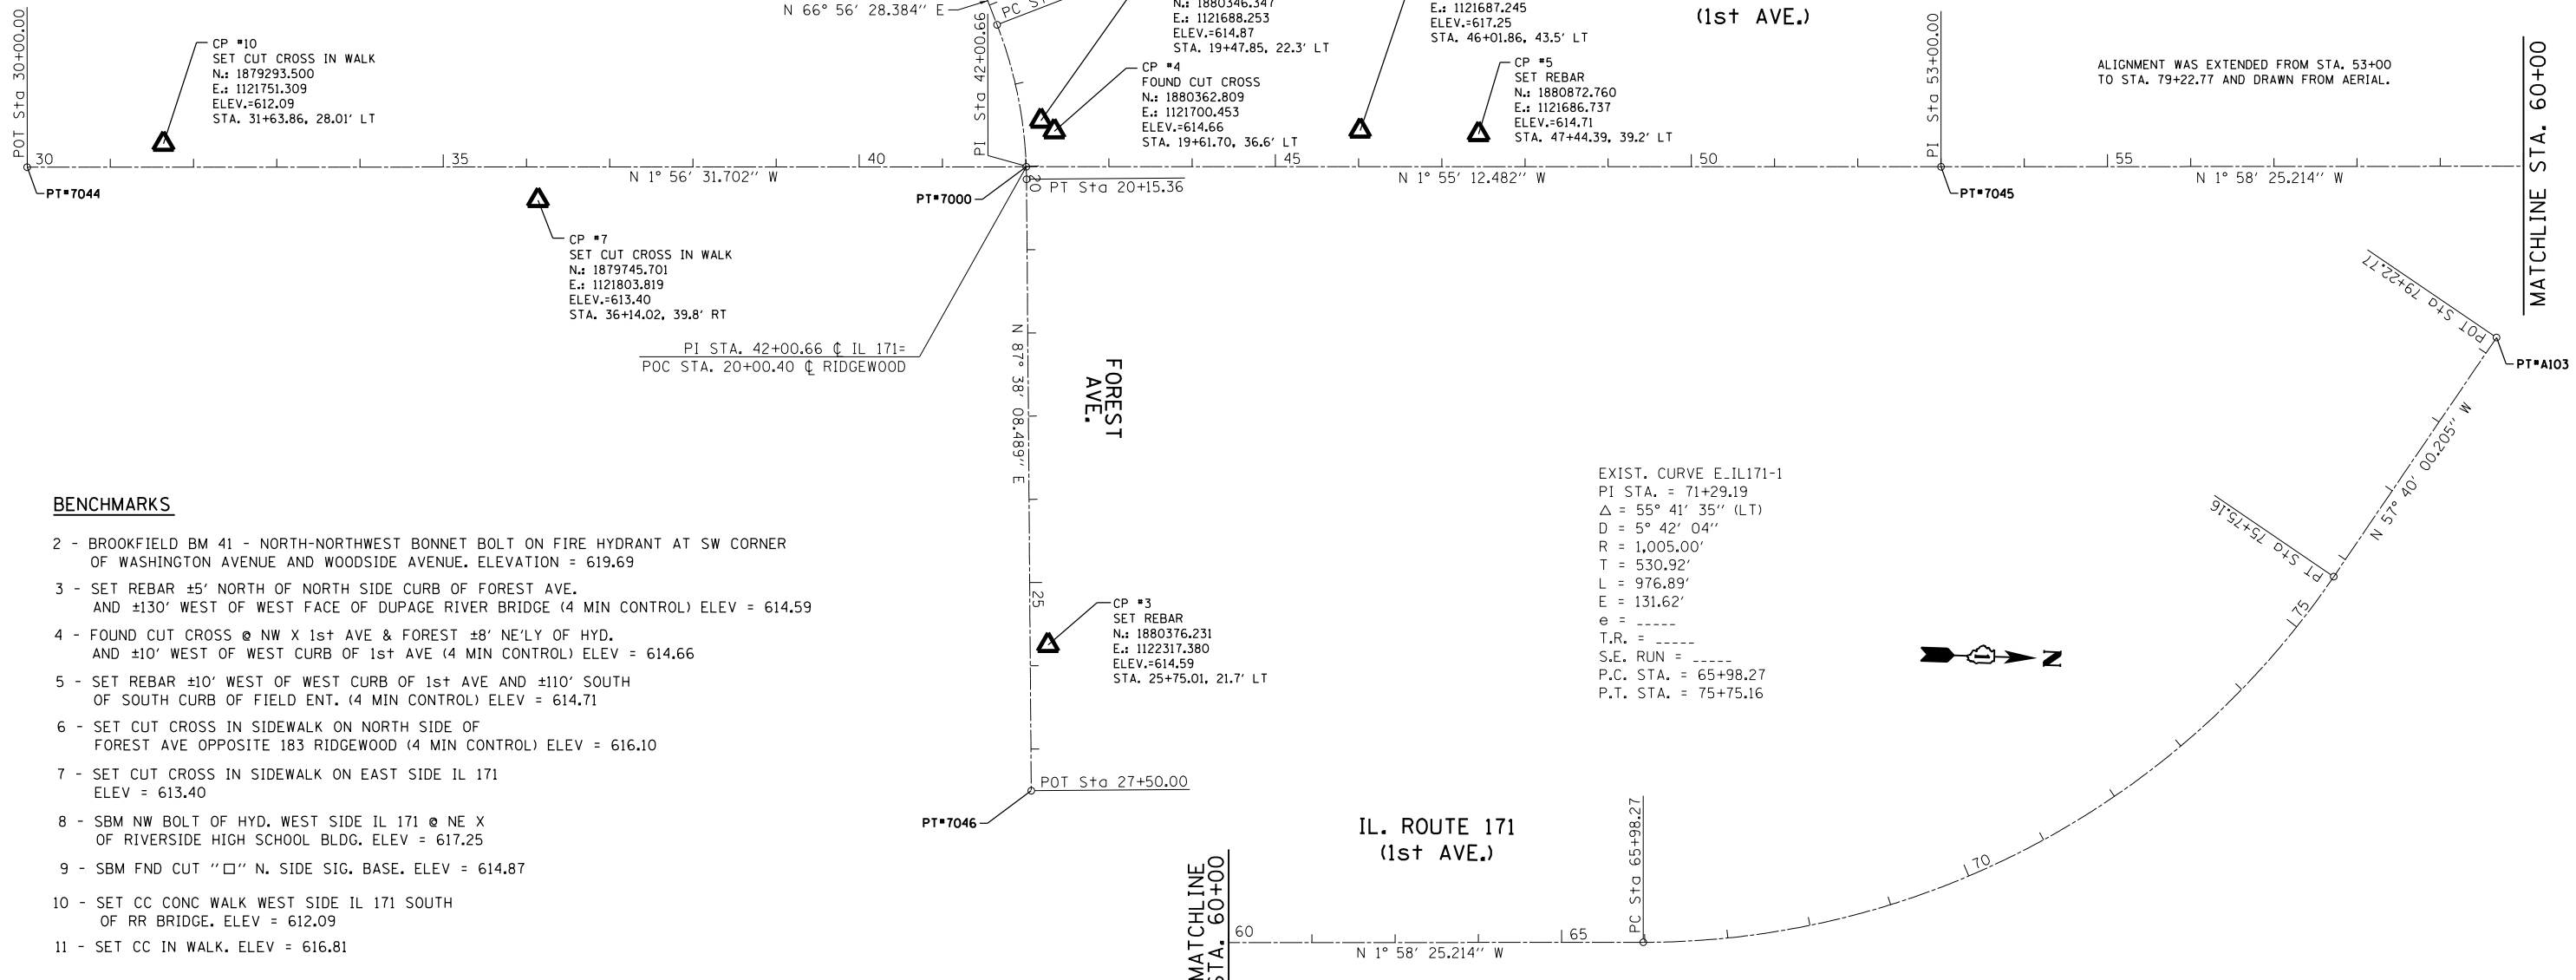 POT Sta 30+00.00
30
PT#7044
CP #10
SET CUT CROSS IN WALK
N.: 1879293.500
E.: 1121751.309
ELEV.=612.09
STA. 31+63.86, 28.01' LT
35
CP #7
SET CUT CROSS IN WALK
N.: 1879745.701
E.: 1121803.819
ELEV.=613.40
STA. 36+14.02, 39.8' RT
N 1° 56' 31.702" W
40
N 66° 56' 28.384" E
PC S
PI Sta 42+00.66
PT#7000
20
PT Sta 20+15.36
PI STA. 42+00.66 ℄ IL 171=
POC STA. 20+00.40 ℄ RIDGEWOOD
N.: 1880346.347
E.: 1121688.253
ELEV.=614.87
STA. 19+47.85, 22.3' LT
CP #4
FOUND CUT CROSS
N.: 1880362.809
E.: 1121700.453
ELEV.=614.66
STA. 19+61.70, 36.6' LT
45
E.: 1121687.245
ELEV.=617.25
STA. 46+01.86, 43.5' LT
CP #5
SET REBAR
N.: 1880872.760
E.: 1121686.737
ELEV.=614.71
STA. 47+44.39, 39.2' LT
N 1° 55' 12.482" W
50
(1st AVE.)
PI Sta 53+00.00
PT#7045
55
ALIGNMENT WAS EXTENDED FROM STA. 53+00
TO STA. 79+22.77 AND DRAWN FROM AERIAL.
N 1° 58' 25.214" W
MATCHLINE STA. 60+00
N 87° 38' 08.489" E
FOREST
AVE.
25
CP #3
SET REBAR
N.: 1880376.231
E.: 1122317.380
ELEV.=614.59
STA. 25+75.01, 21.7' LT
POT Sta 27+50.00
PT#7046
BENCHMARKS
2 - BROOKFIELD BM 41 - NORTH-NORTHWEST BONNET BOLT ON FIRE HYDRANT AT SW CORNER
OF WASHINGTON AVENUE AND WOODSIDE AVENUE. ELEVATION = 619.69
3 - SET REBAR ±5' NORTH OF NORTH SIDE CURB OF FOREST AVE.
AND ±130' WEST OF WEST FACE OF DUPAGE RIVER BRIDGE (4 MIN CONTROL) ELEV = 614.59
4 - FOUND CUT CROSS @ NW X 1st AVE & FOREST ±8' NE'LY OF HYD.
AND ±10' WEST OF WEST CURB OF 1st AVE (4 MIN CONTROL) ELEV = 614.66
5 - SET REBAR ±10' WEST OF WEST CURB OF 1st AVE AND ±110' SOUTH
OF SOUTH CURB OF FIELD ENT. (4 MIN CONTROL) ELEV = 614.71
6 - SET CUT CROSS IN SIDEWALK ON NORTH SIDE OF
FOREST AVE OPPOSITE 183 RIDGEWOOD (4 MIN CONTROL) ELEV = 616.10
7 - SET CUT CROSS IN SIDEWALK ON EAST SIDE IL 171
ELEV = 613.40
8 - SBM NW BOLT OF HYD. WEST SIDE IL 171 @ NE X
OF RIVERSIDE HIGH SCHOOL BLDG. ELEV = 617.25
9 - SBM FND CUT "□" N. SIDE SIG. BASE. ELEV = 614.87
10 - SET CC CONC WALK WEST SIDE IL 171 SOUTH
OF RR BRIDGE. ELEV = 612.09
11 - SET CC IN WALK. ELEV = 616.81
EXIST. CURVE E_IL171-1
PI STA. = 71+29.19
△ = 55° 41' 35" (LT)
D = 5° 42' 04"
R = 1,005.00'
T = 530.92'
L = 976.89'
E = 131.62'
e = _____
T.R. = _____
S.E. RUN = _____
P.C. STA. = 65+98.27
P.T. STA. = 75+75.16
N
POT Sta 79+22.77
PT#A103
N 57° 40' 00.205" W
PT Sta 75+75.16
75
70
IL. ROUTE 171
(1st AVE.)
MATCHLINE
STA. 60+00
60
N 1° 58' 25.214" W
65
PC Sta 65+98.27